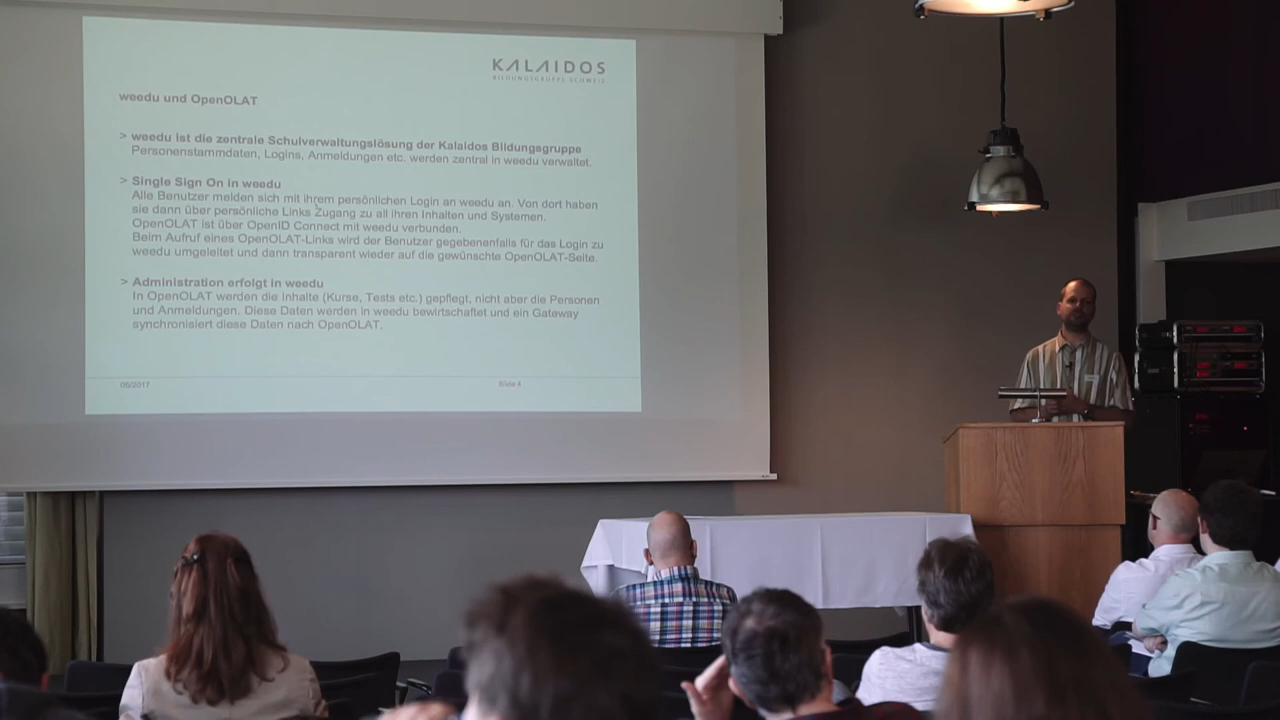 KALAIDOS
BILDUNGSGRUPPE SCHWEIZ
weedu und OpenOLAT
> weedu ist die zentrale Schulverwaltungslösung der Kalaidos Bildungsgruppe
Personenstammdaten, Logins, Anmeldungen etc. werden zentral in weedu verwaltet.
> Single Sign On in weedu
Alle Benutzer melden sich mit ihrem persönlichen Login an weedu an. Von dort haben
sie dann über persönliche Links Zugang zu all ihren Inhalten und Systemen.
OpenOLAT ist über OpenID Connect mit weedu verbunden.
Beim Aufruf eines OpenOLAT-Links wird der Benutzer gegebenenfalls für das Login zu
weedu umgeleitet und dann transparent wieder auf die gewünschte OpenOLAT-Seite.
> Administration erfolgt in weedu
In OpenOLAT werden die Inhalte (Kurse, Tests etc.) gepflegt, nicht aber die Personen
und Anmeldungen. Diese Daten werden in weedu bewirtschaftet und ein Gateway
synchronisiert diese Daten nach OpenOLAT.
06/2017
Slide 4